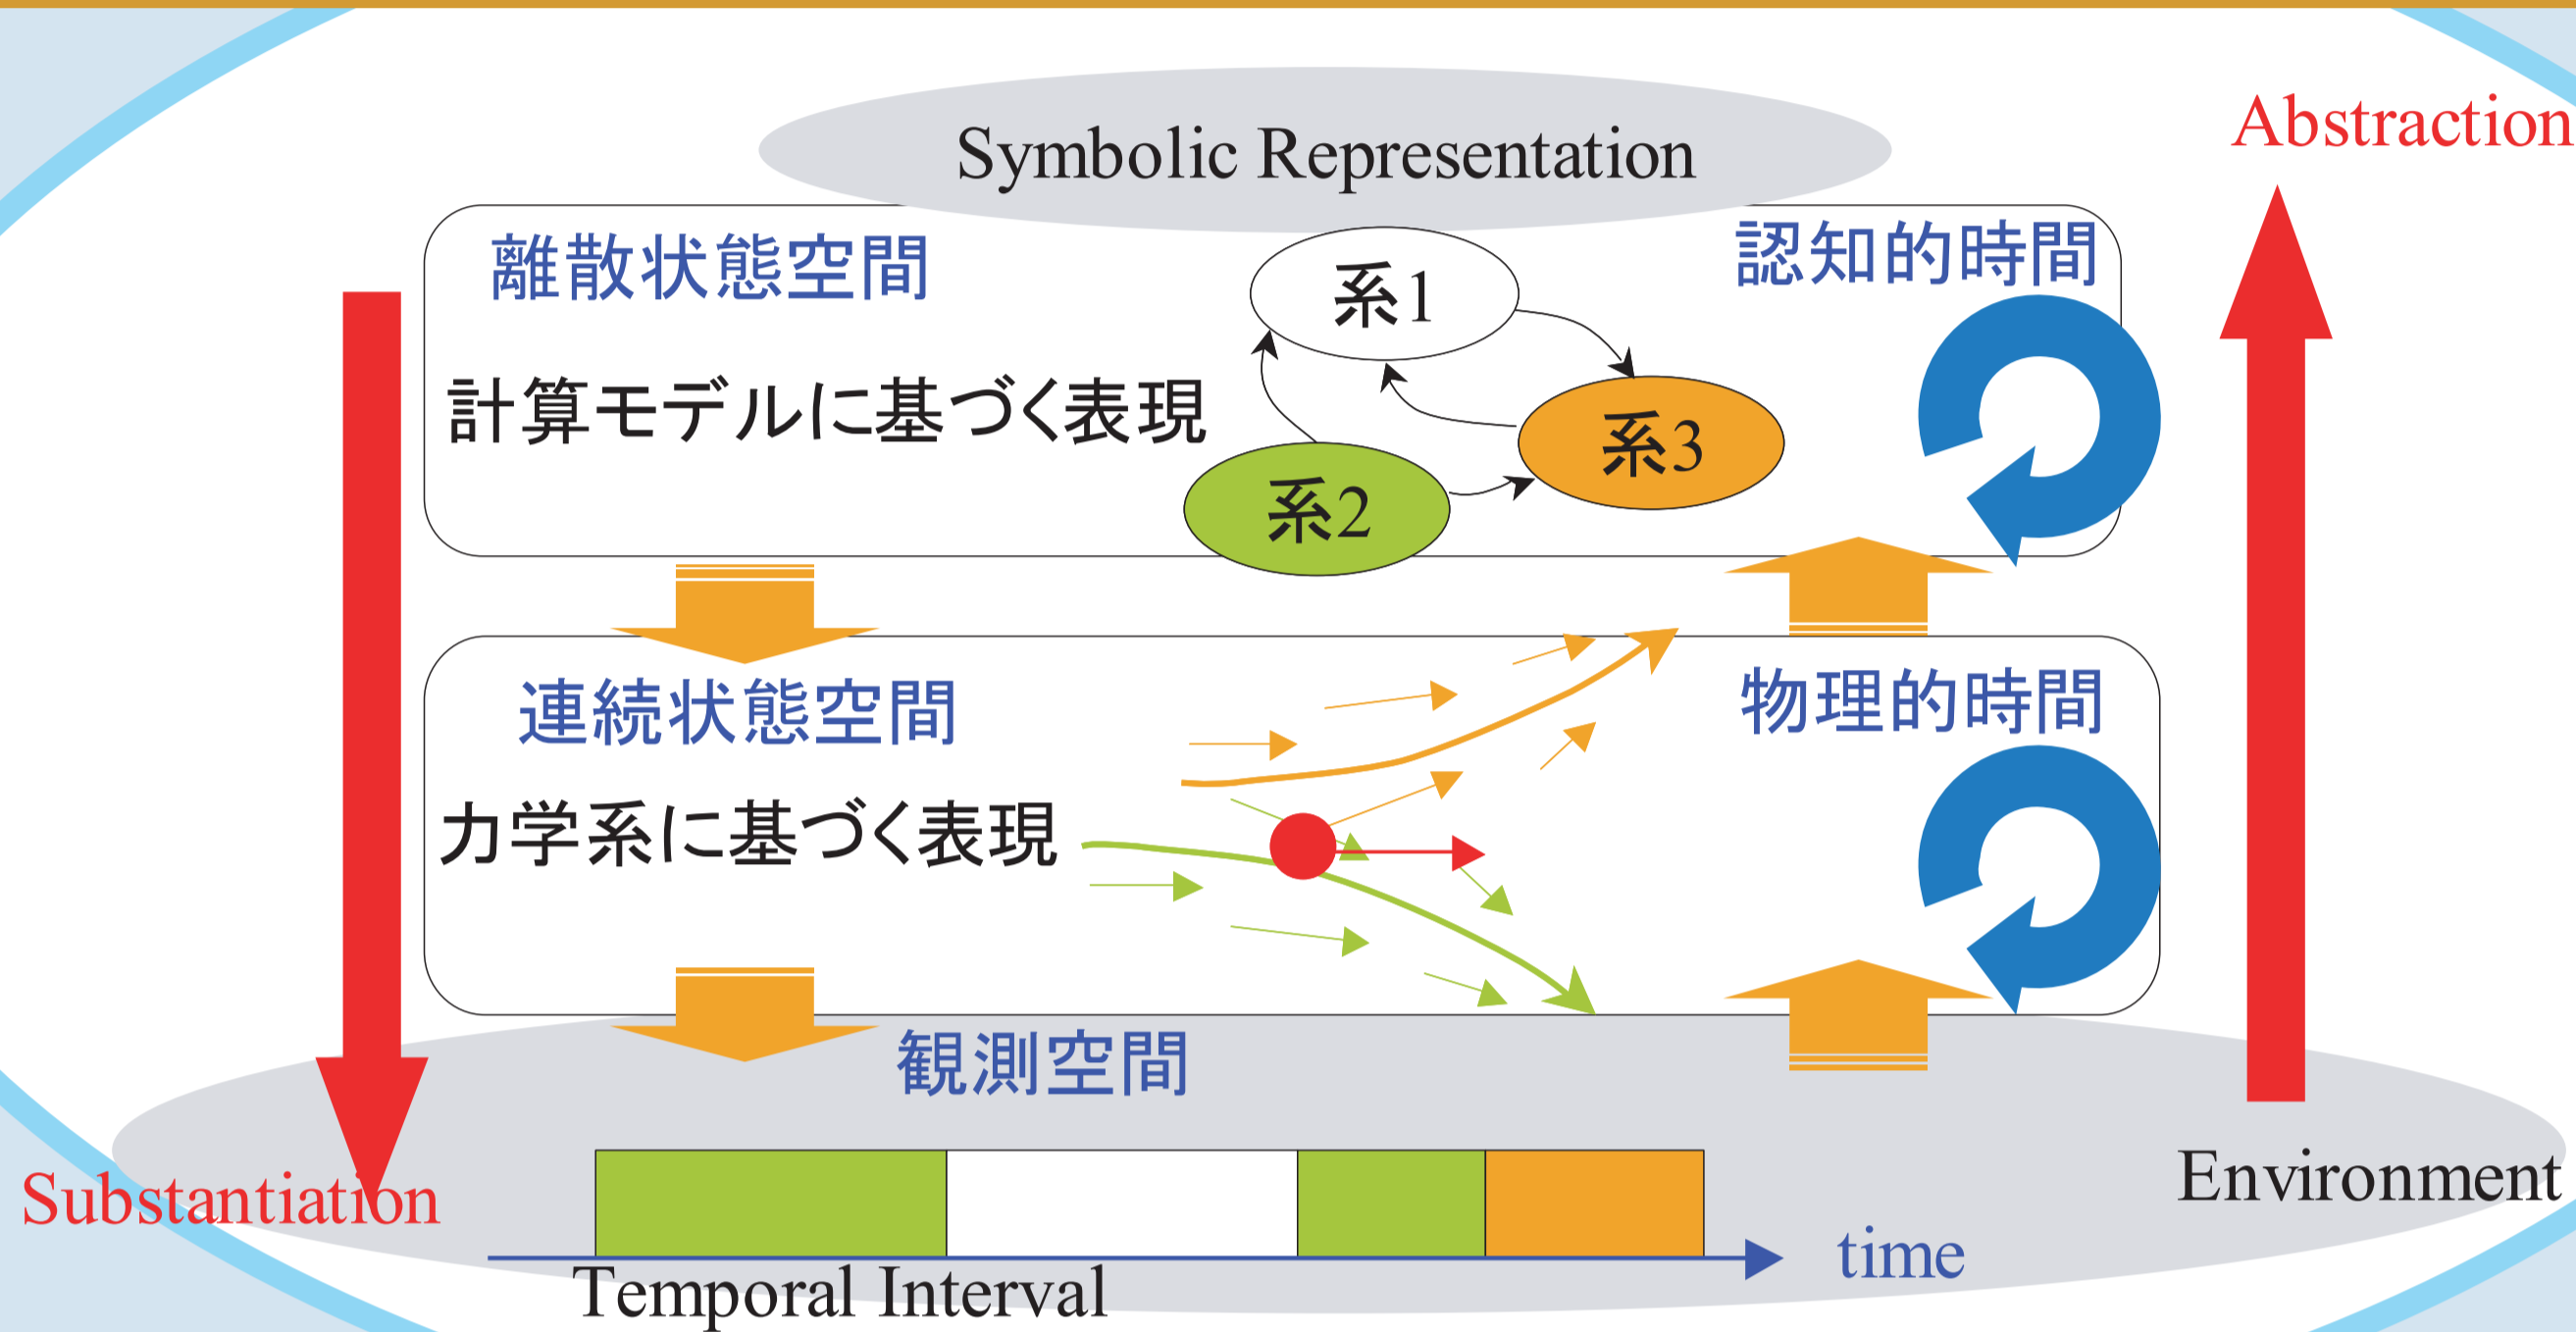 Abstraction
Symbolic Representation
離散状態空間
認知的時間
系1
計算モデルに基づく表現
系3
系2
連続状態空間
物理的時間
力学系に基づく表現
観測空間
Substantiation
Environment
time
Temporal Interval